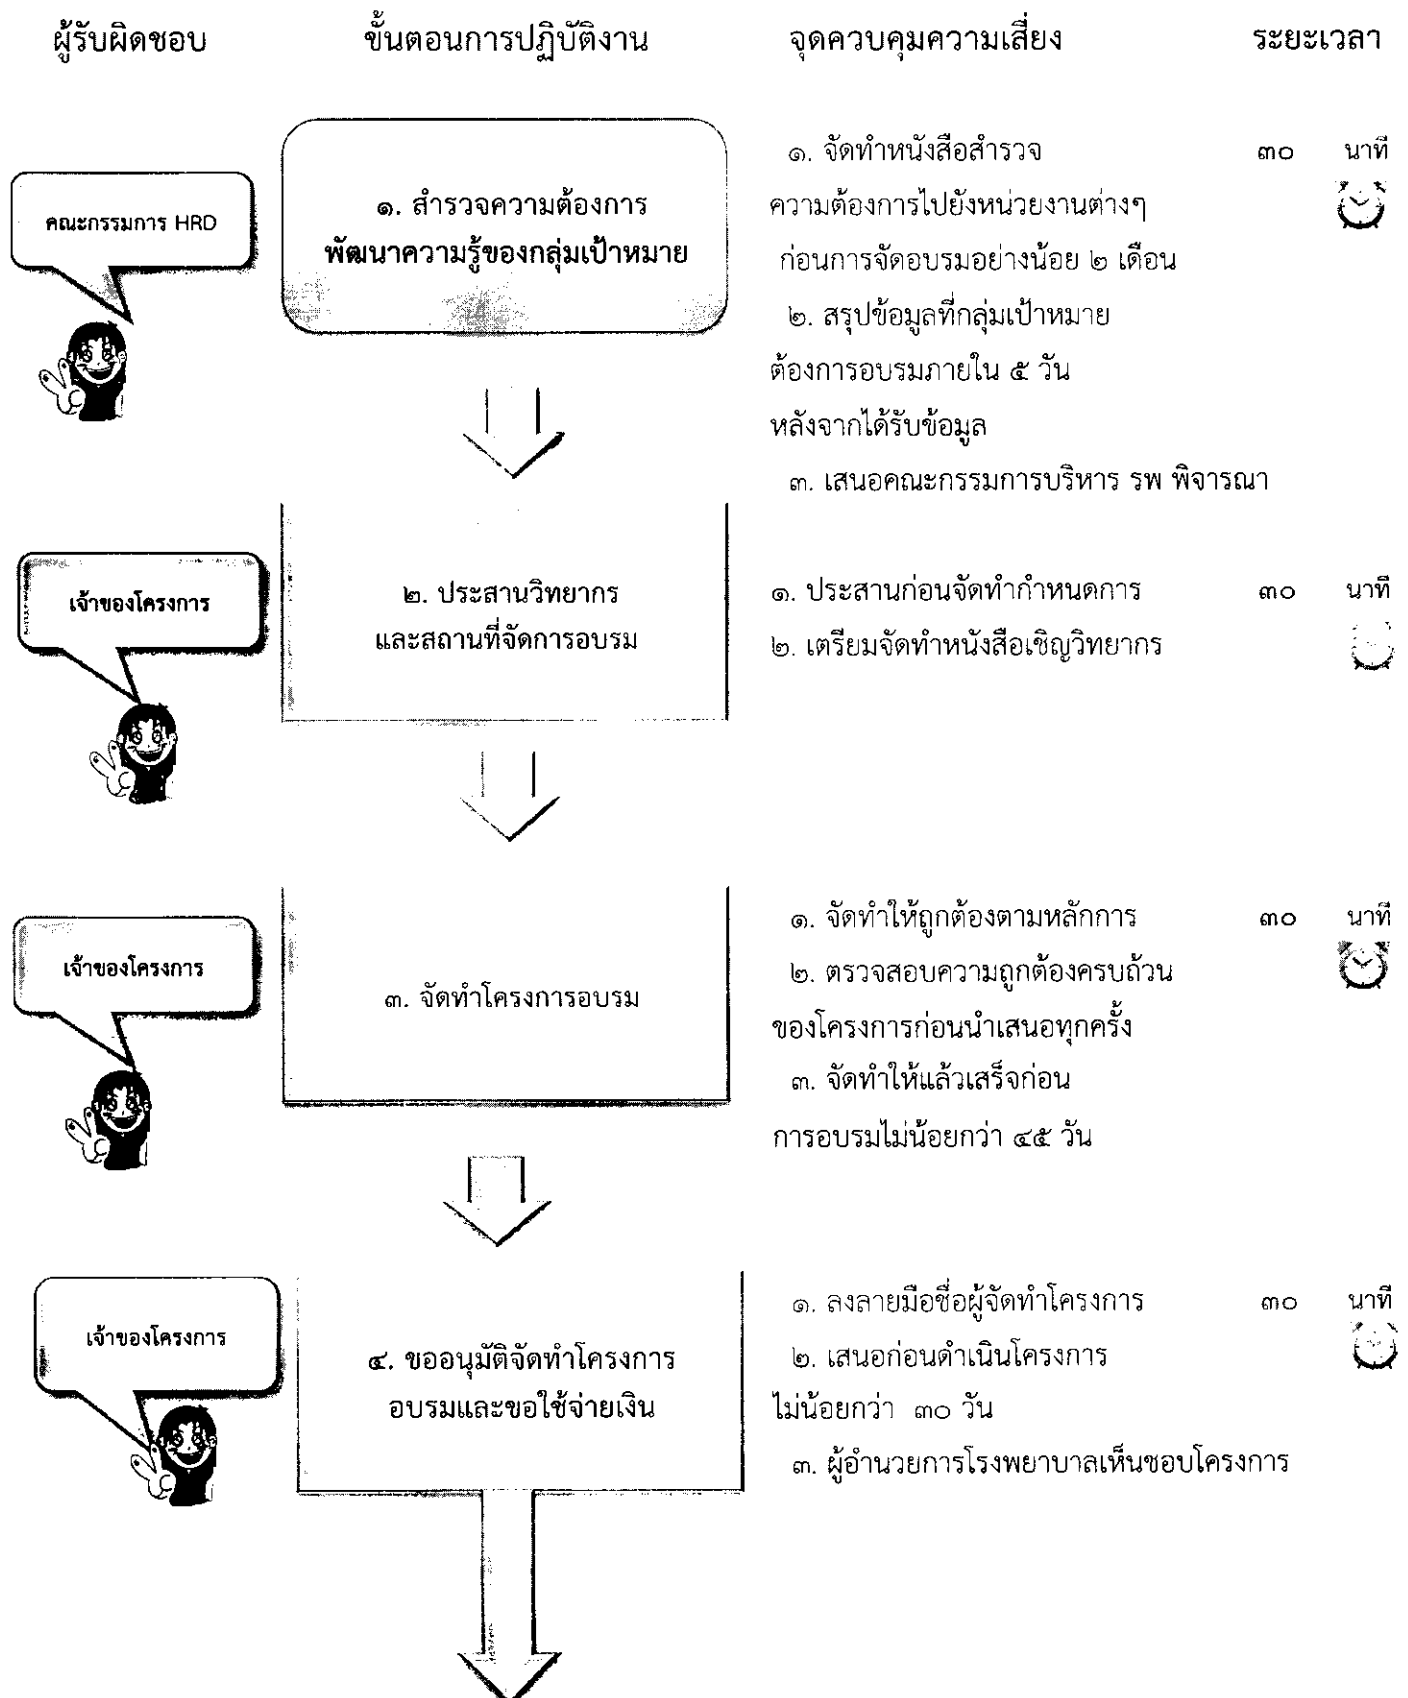 ผู้รับผิดชอบ ขั้นตอนการปฏิบัติงาน จุดควบคุมความเสี่ยง ระยะเวลา
คณะกรรมการ HRD
๑. สำรวจความต้องการ
พัฒนาความรู้ของกลุ่มเป้าหมาย
๑. จัดทำหนังสือสำรวจ
ความต้องการไปยังหน่วยงานต่างๆ
ก่อนการจัดอบรมอย่างน้อย ๒ เดือน
๒. สรุปข้อมูลที่กลุ่มเป้าหมาย
ต้องการอบรมภายใน ๕ วัน
หลังจากได้รับข้อมูล
๓. เสนอคณะกรรมการบริหาร รพ พิจารณา
๓๐ นาที
เจ้าของโครงการ
๒. ประสานวิทยากร
และสถานที่จัดการอบรม
๑. ประสานก่อนจัดทำกำหนดการ
๒. เตรียมจัดทำหนังสือเชิญวิทยากร
๓๐ นาที
เจ้าของโครงการ
๓. จัดทำโครงการอบรม
๑. จัดทำให้ถูกต้องตามหลักการ
๒. ตรวจสอบความถูกต้องครบถ้วน
ของโครงการก่อนนำเสนอทุกครั้ง
๓. จัดทำให้แล้วเสร็จก่อน
การอบรมไม่น้อยกว่า ๔๕ วัน
๓๐ นาที
เจ้าของโครงการ
๔. ขออนุมัติจัดทำโครงการ
อบรมและขอใช้จ่ายเงิน
๑. ลงลายมือชื่อผู้จัดทำโครงการ
๒. เสนอก่อนดำเนินโครงการ
ไม่น้อยกว่า ๓๐ วัน
๓. ผู้อำนวยการโรงพยาบาลเห็นชอบโครงการ
๓๐ นาที